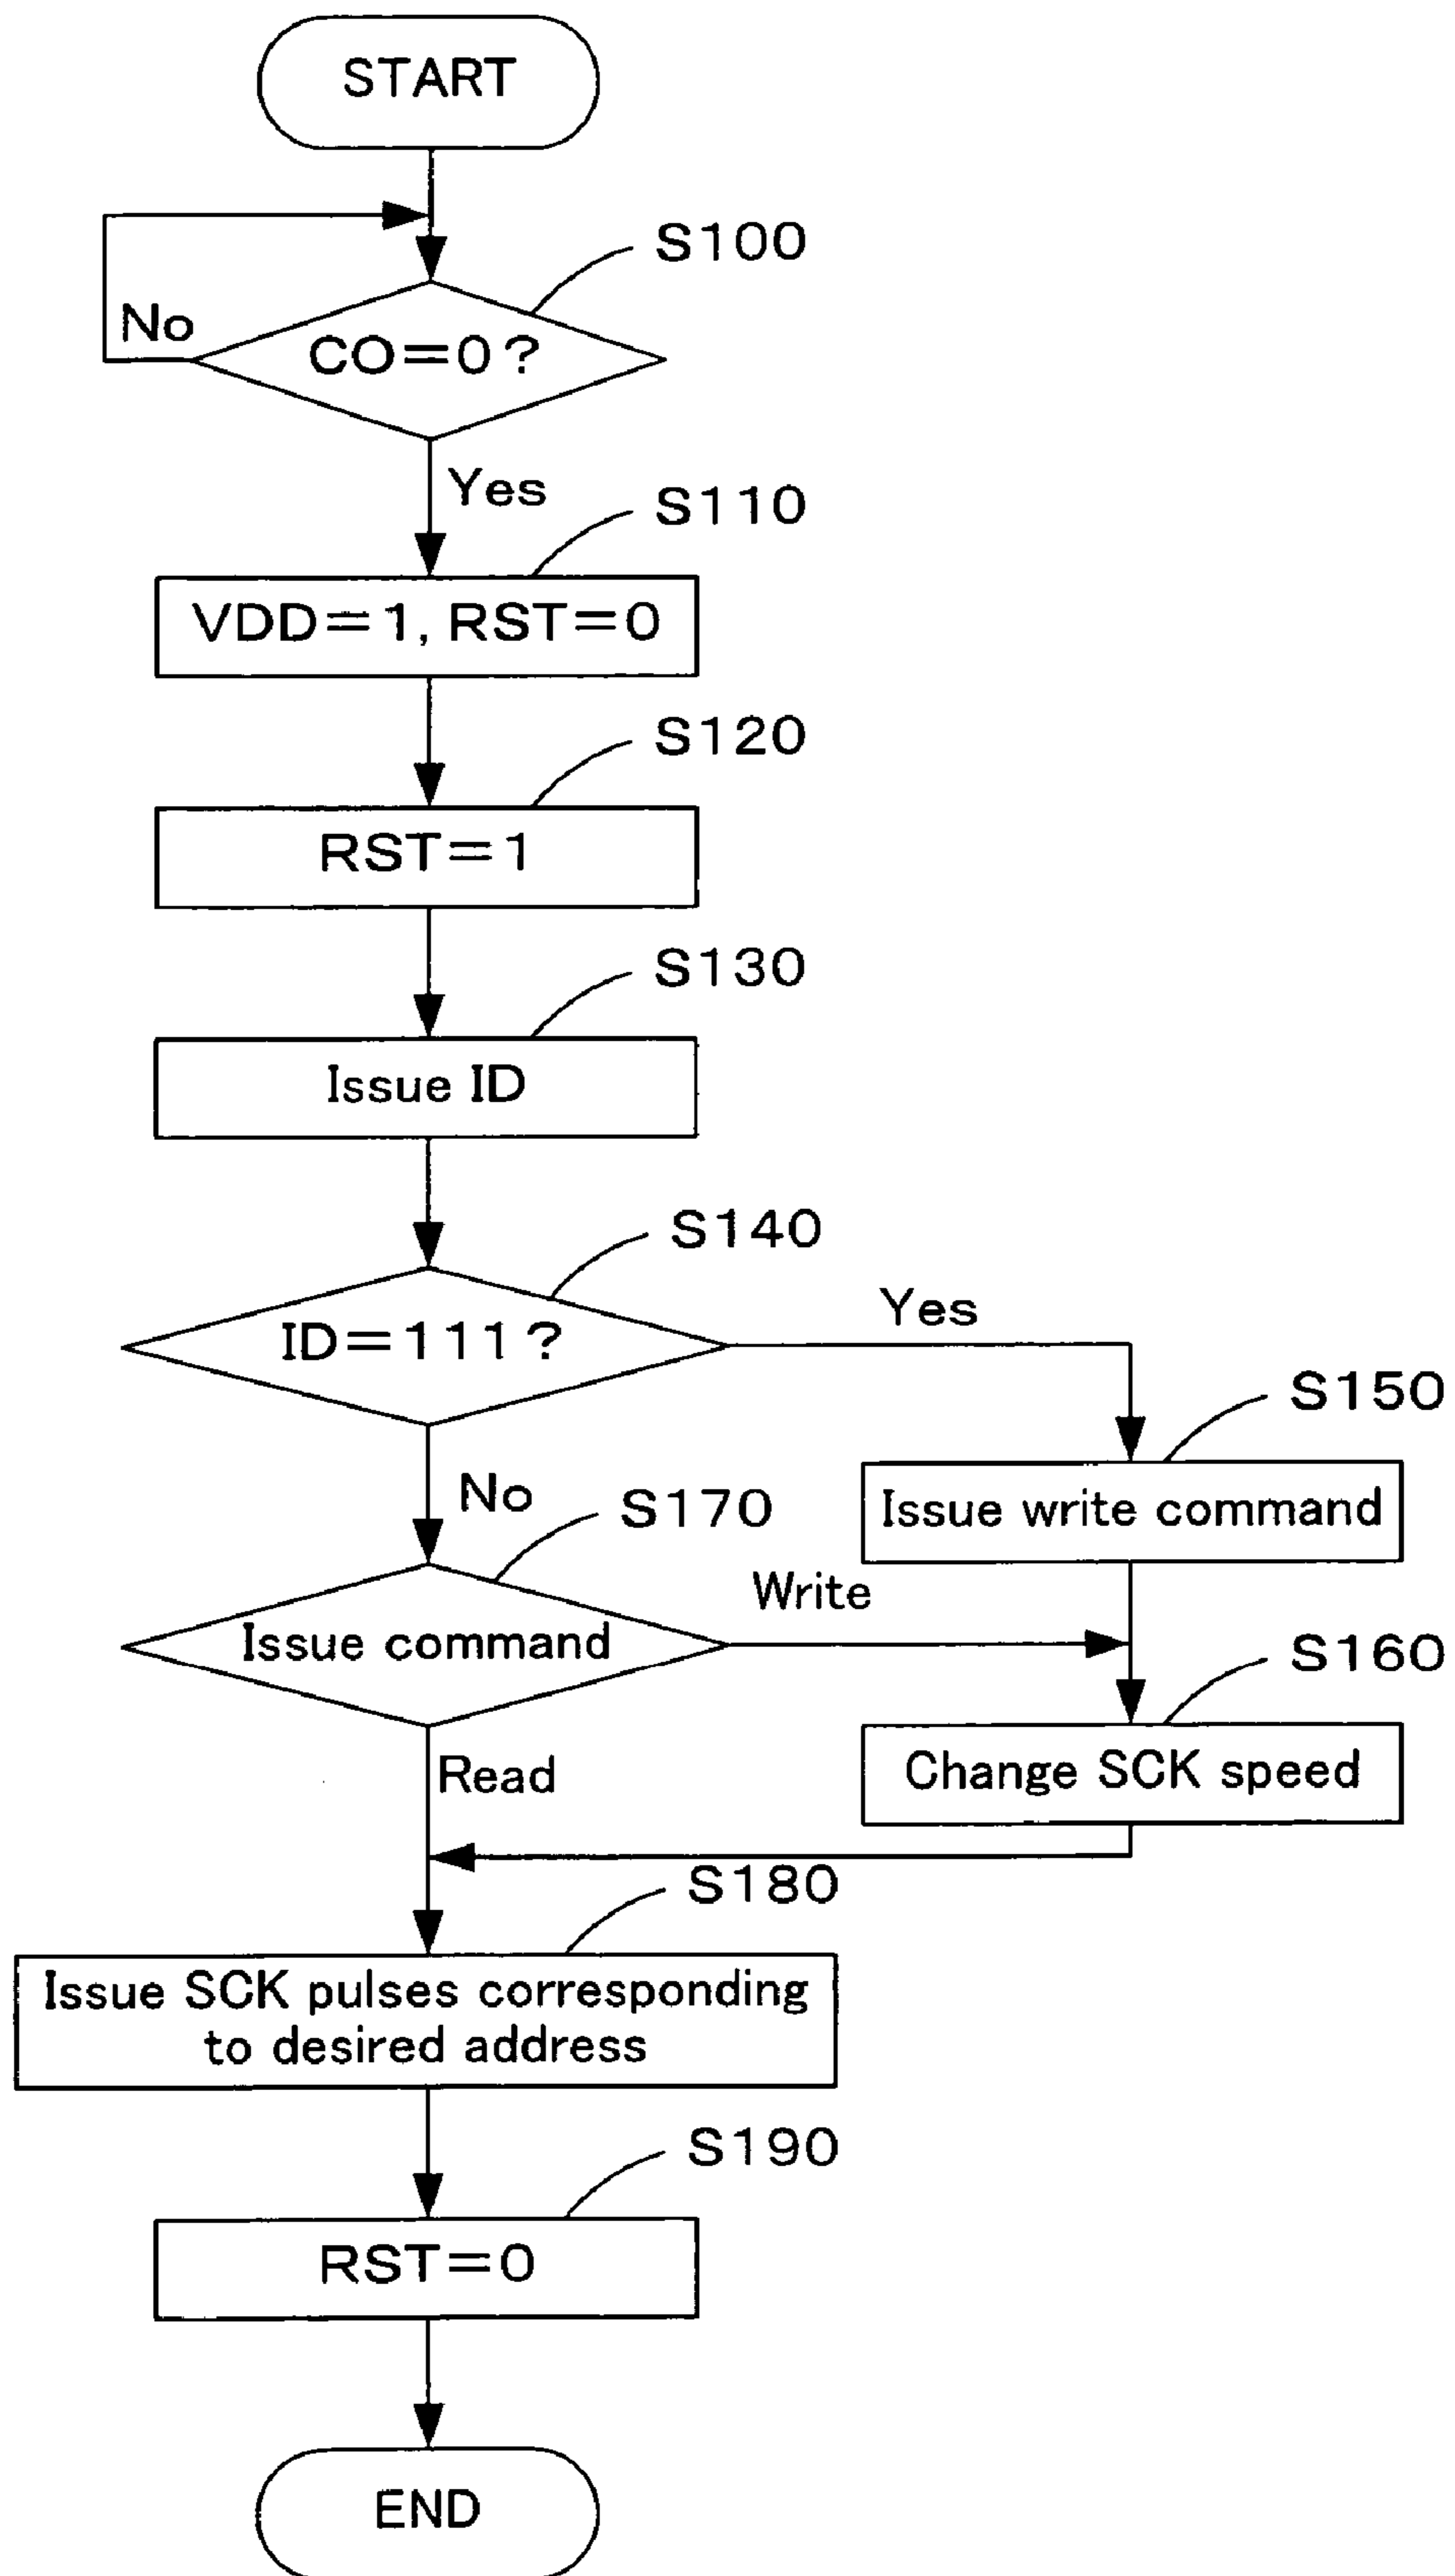 START
S100
No
CO=0?
Yes
S110
VDD=1, RST=0
S120
RST=1
S130
Issue ID
S140
ID=111?
Yes
S150
Issue write command
No
S170
Write
Issue command
S160
Change SCK speed
Read
S180
Issue SCK pulses corresponding
to desired address
S190
RST=0
END